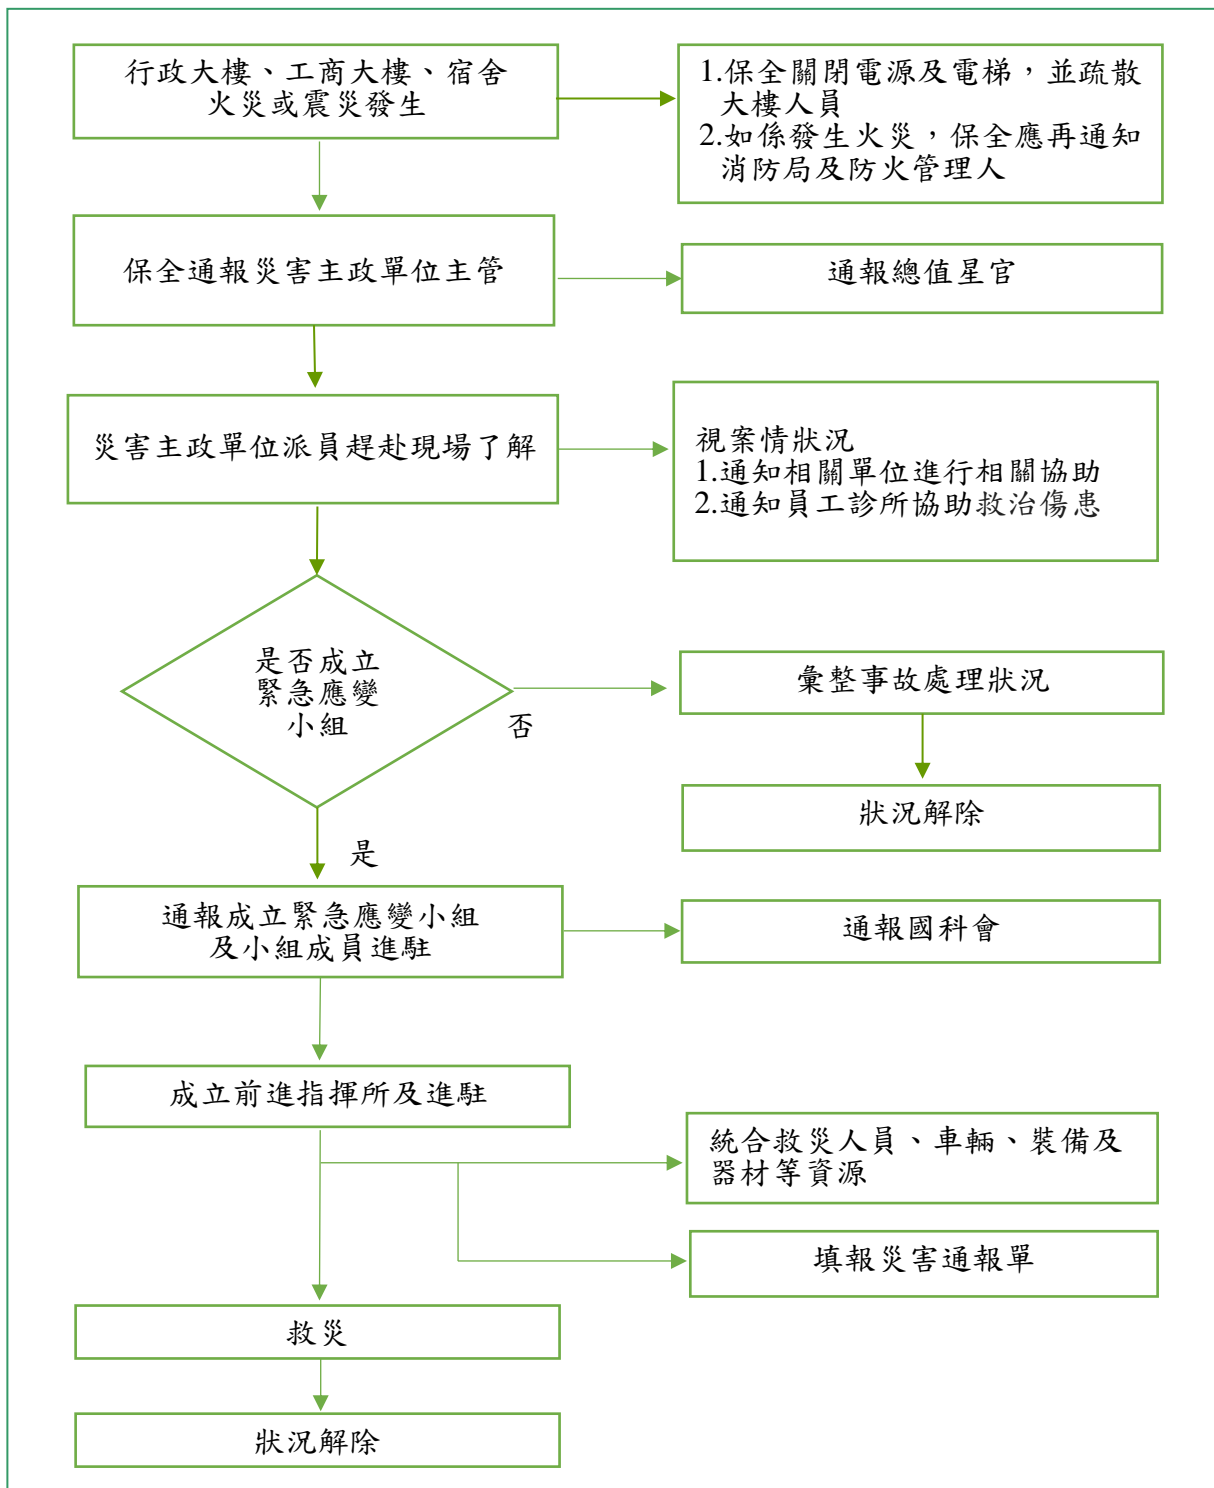 行政大樓、工商大樓、宿舍
火災或震災發生
1.保全關閉電源及電梯，並疏散
大樓人員
2.如係發生火災，保全應再通知
消防局及防火管理人
保全通報災害主政單位主管
通報總值星官
災害主政單位派員趕赴現場了解
視案情狀況
1.通知相關單位進行相關協助
2.通知員工診所協助救治傷患
是否成立
緊急應變
小組
否
彙整事故處理狀況
狀況解除
是
通報成立緊急應變小組
及小組成員進駐
通報國科會
成立前進指揮所及進駐
統合救災人員、車輛、裝備及
器材等資源
填報災害通報單
救災
狀況解除